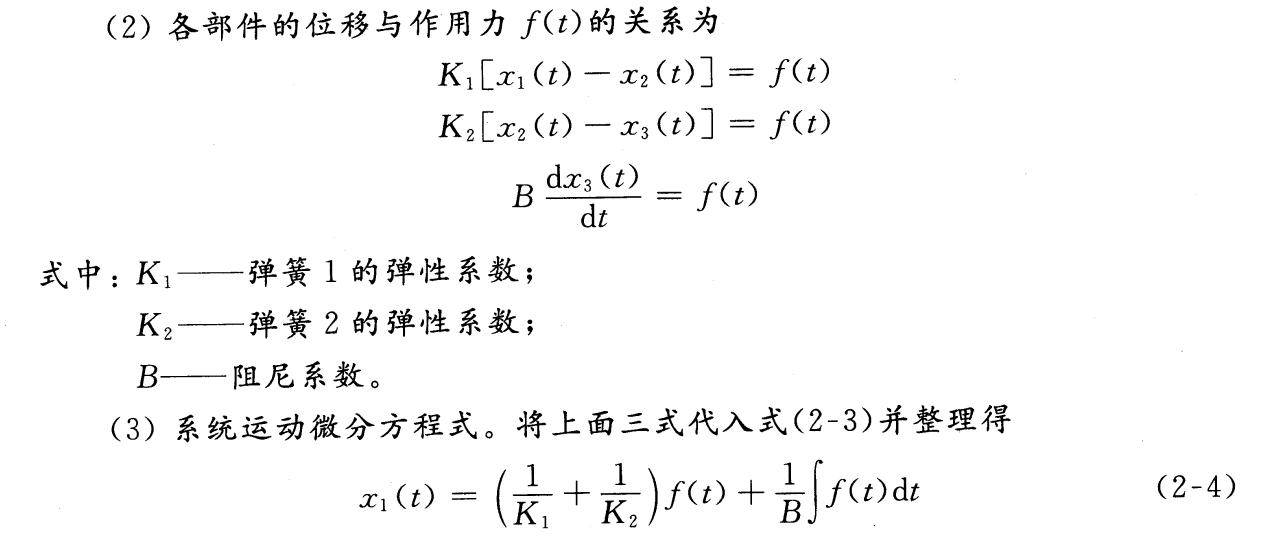 (2) 各部件的位移与作用力 f(t)的关系为
K₁[x₁(t)－x₂(t)] = f(t)
K₂[x₂(t)－x₃(t)] = f(t)
B dx₃(t)/dt = f(t)
式中：K₁——弹簧 1 的弹性系数；
K₂——弹簧 2 的弹性系数；
B——阻尼系数。
(3) 系统运动微分方程式。将上面三式代入式(2-3)并整理得
x₁(t) = (1/K₁ + 1/K₂)f(t) + 1/B∫f(t)dt (2-4)